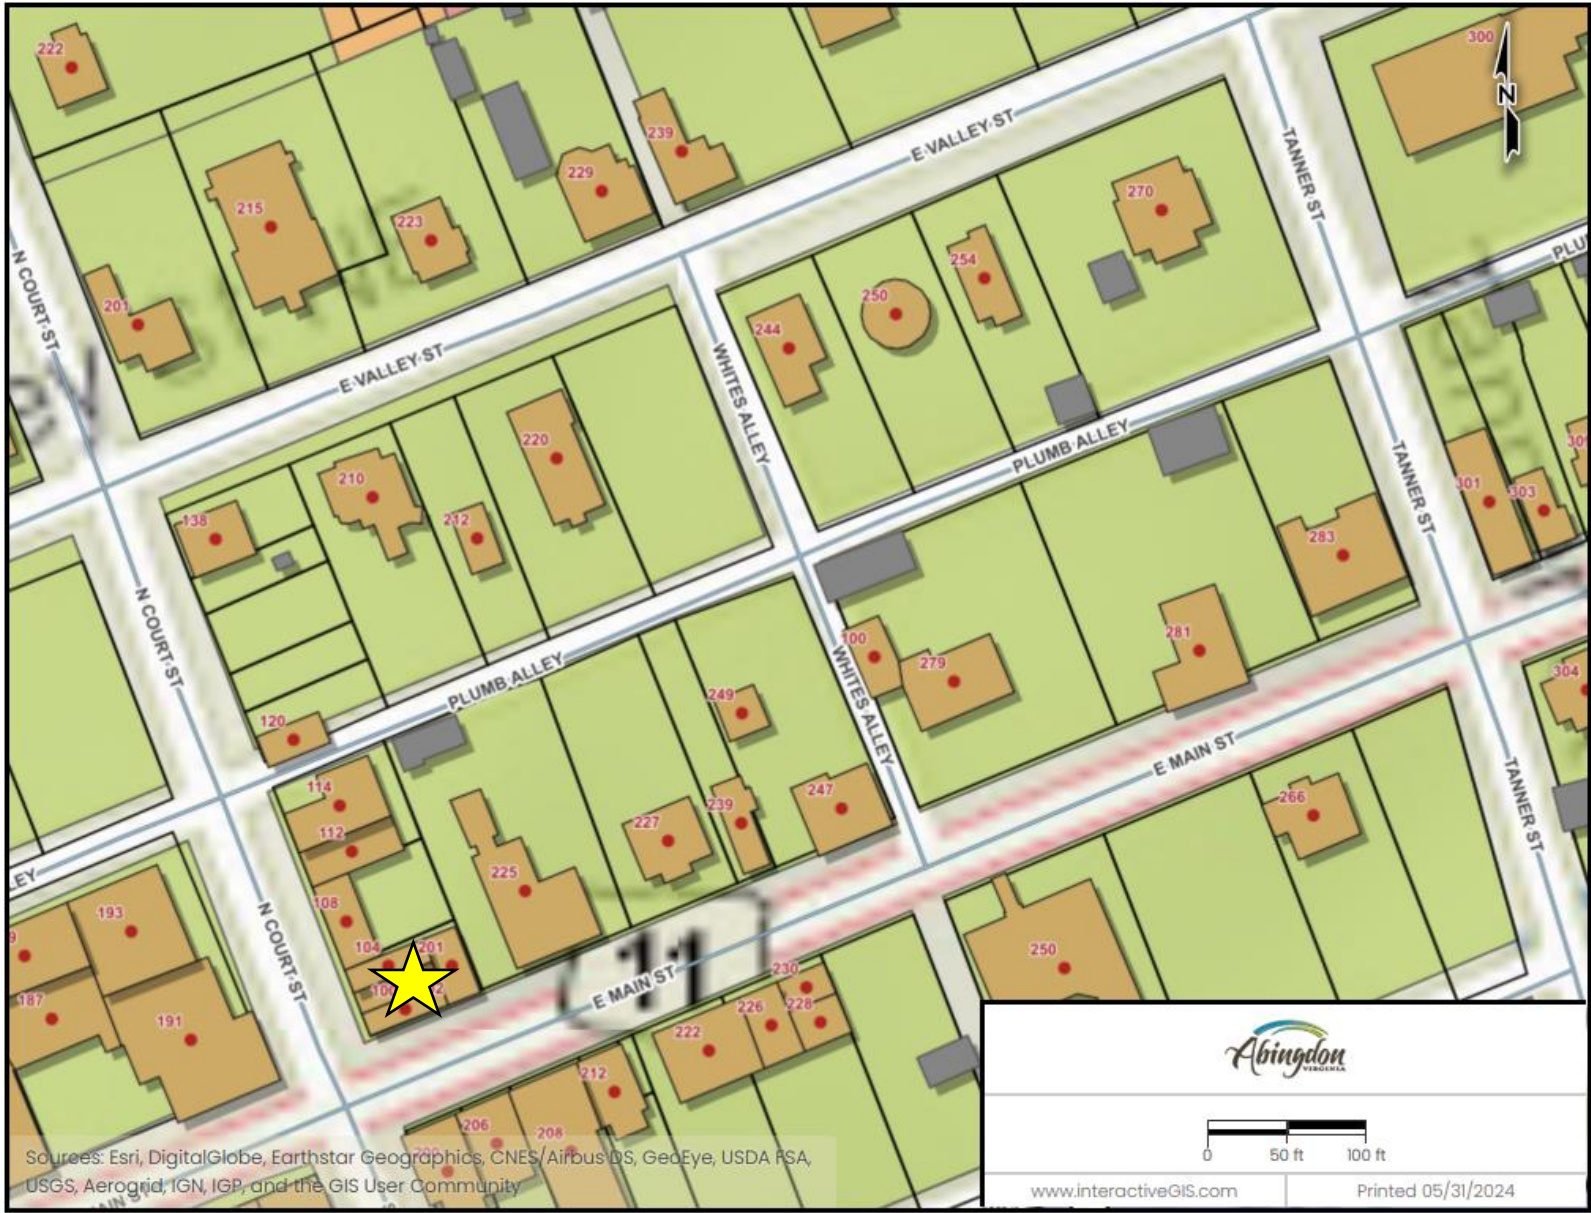 222
300
N
239
TANNER ST
E VALLEY ST
229
215
223
270
N COURT ST
201
254
250
244
E VALLEY ST
WHITES ALLEY
PLUMB ALLEY
TANNER ST
220
210
212
138
301
303
283
N COURT ST
PLUMB ALLEY
100
279
281
WHITES ALLEY
249
304
E MAIN ST
120
114
112
247
239
227
266
TANNER ST
225
108
N COURT ST
193
104
201
187
191
11
E MAIN ST
250
230
226
228
222
212
206
208
Sources: Esri, DigitalGlobe, Earthstar Geographics, CNES/Airbus DS, GeoEye, USDA FSA,
USGS, Aerogrid, IGN, IGP, and the GIS User Community
Abingdon
VIRGINIA
0 50 ft 100 ft
www.interactiveGIS.com Printed 05/31/2024